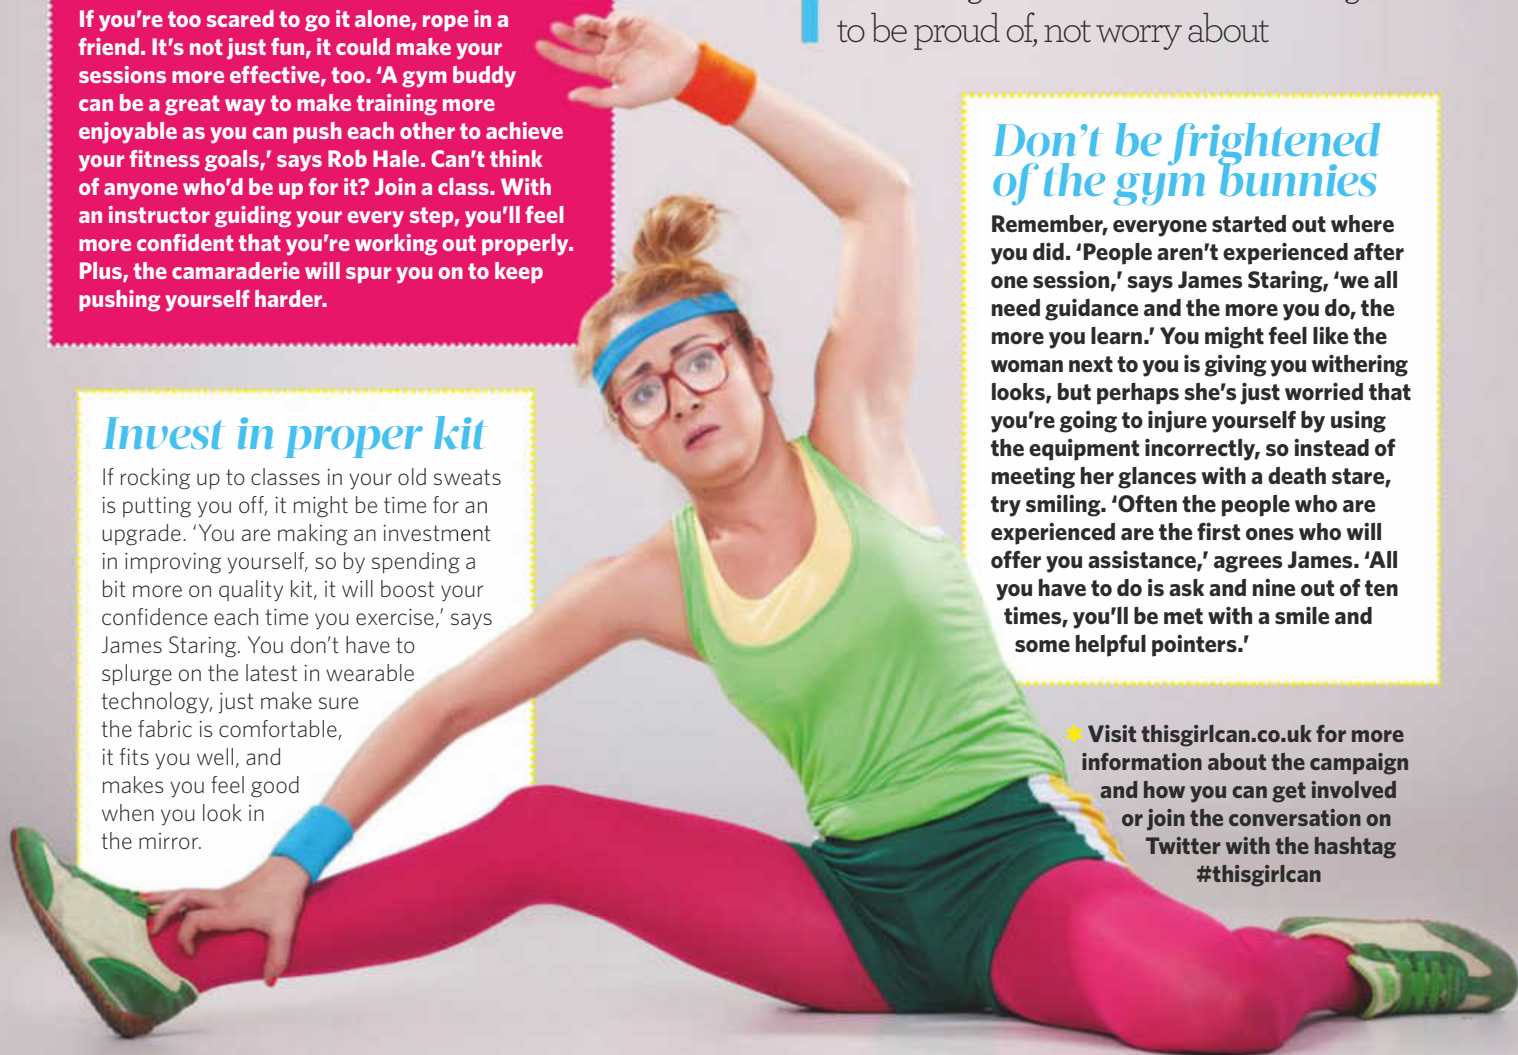 If you're too scared to go it alone, rope in a
friend. It's not just fun, it could make your
sessions more effective, too. ‘A gym buddy
can be a great way to make training more
enjoyable as you can push each other to achieve
your fitness goals,’ says Rob Hale. Can't think
of anyone who'd be up for it? Join a class. With
an instructor guiding your every step, you'll feel
more confident that you're working out properly.
Plus, the camaraderie will spur you on to keep
pushing yourself harder.
to be proud of, not worry about
Invest in proper kit
If rocking up to classes in your old sweats
is putting you off, it might be time for an
upgrade. ‘You are making an investment
in improving yourself, so by spending a
bit more on quality kit, it will boost your
confidence each time you exercise,’ says
James Staring. You don't have to
splurge on the latest in wearable
technology, just make sure
the fabric is comfortable,
it fits you well, and
makes you feel good
when you look in
the mirror.
Don't be frightened
of the gym bunnies
Remember, everyone started out where
you did. ‘People aren't experienced after
one session,’ says James Staring, ‘we all
need guidance and the more you do, the
more you learn.’ You might feel like the
woman next to you is giving you withering
looks, but perhaps she's just worried that
you're going to injure yourself by using
the equipment incorrectly, so instead of
meeting her glances with a death stare,
try smiling. ‘Often the people who are
experienced are the first ones who will
offer you assistance,’ agrees James. ‘All
you have to do is ask and nine out of ten
times, you'll be met with a smile and
some helpful pointers.’
* Visit thisgirlcan.co.uk for more
information about the campaign
and how you can get involved
or join the conversation on
Twitter with the hashtag
#thisgirlcan